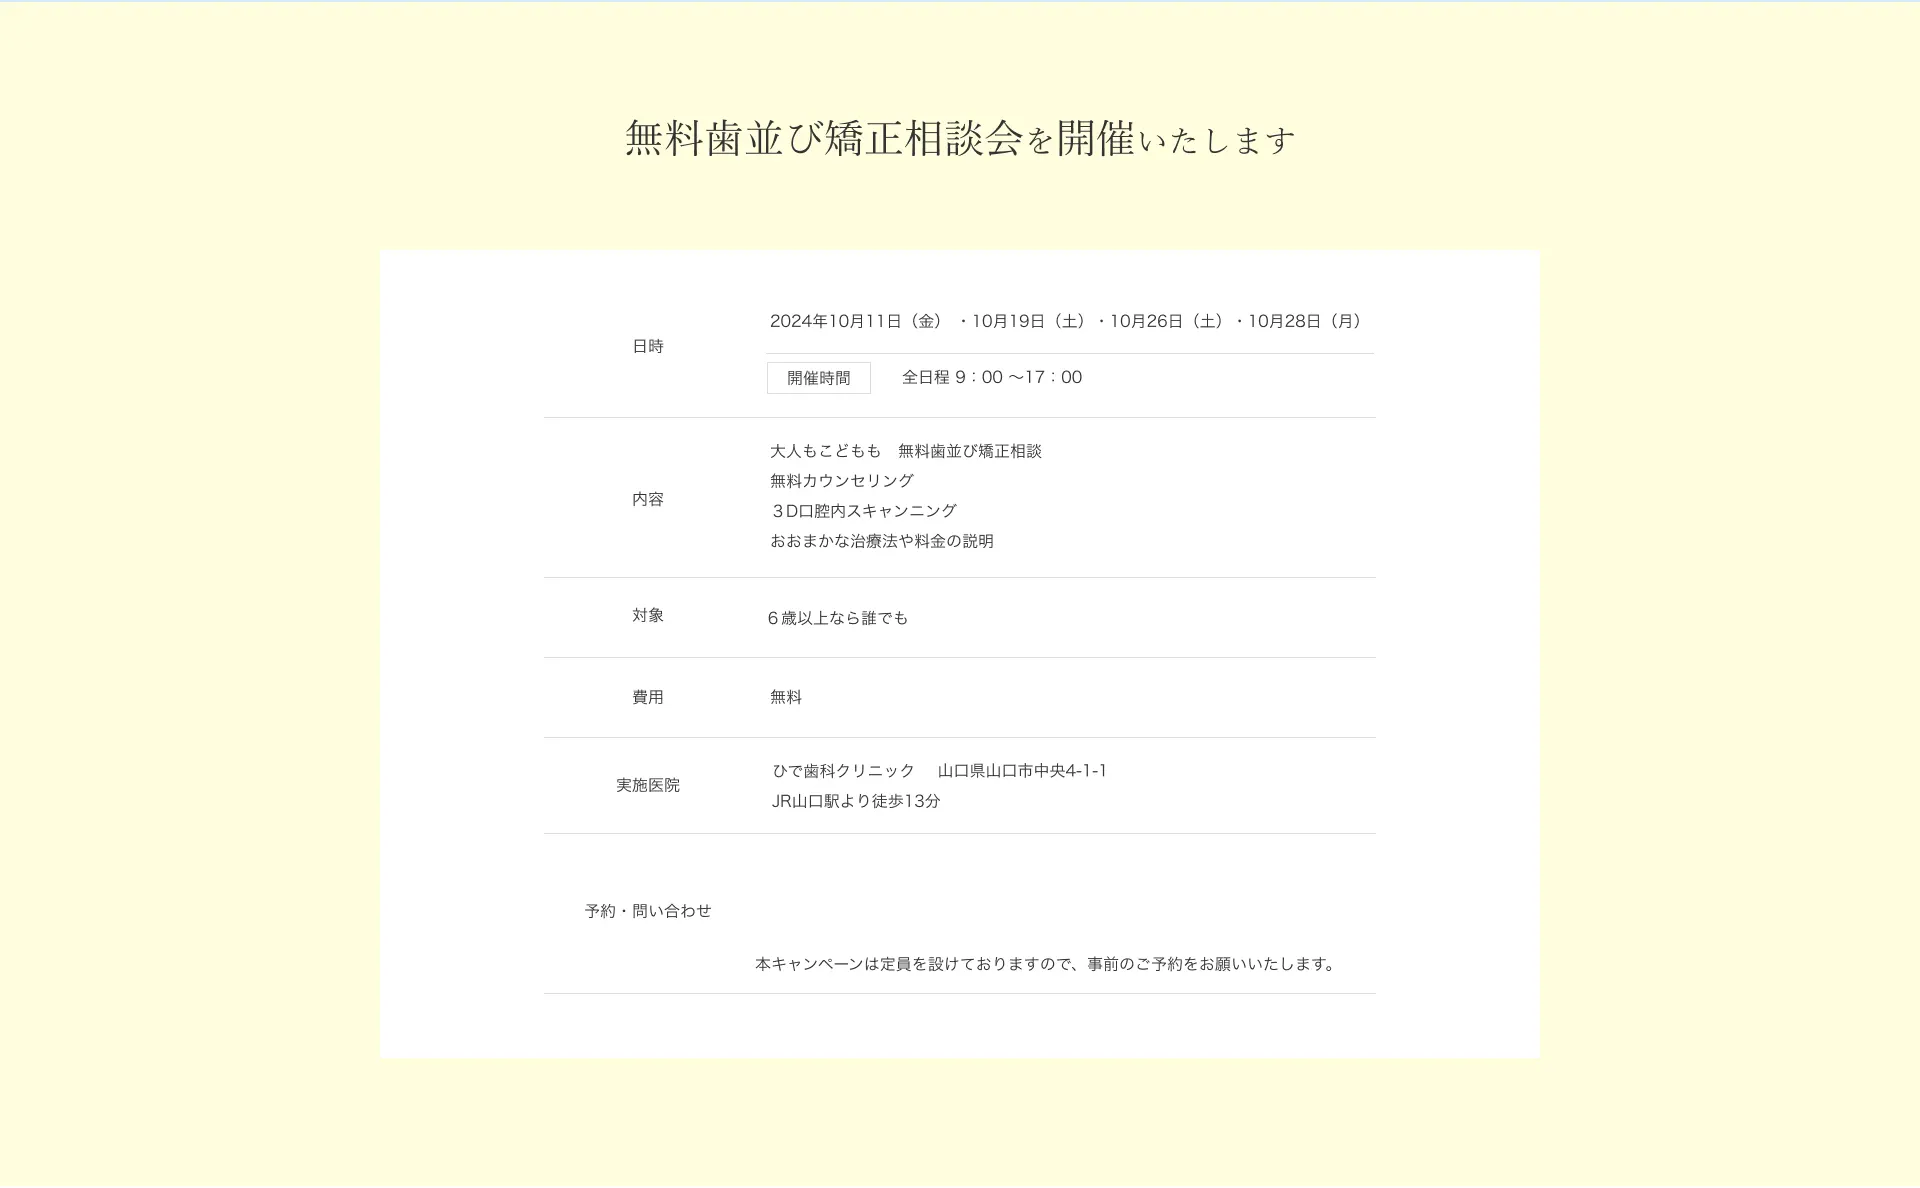 無料歯並び矯正相談会を開催いたします
日時
2024年10月11日（金） ・10月19日（土）・10月26日（土）・10月28日（月）
開催時間　全日程 9：00 〜17：00
内容
大人もこどもも　無料歯並び矯正相談
無料カウンセリング
３D口腔内スキャンニング
おおまかな治療法や料金の説明
対象
６歳以上なら誰でも
費用
無料
実施医院
ひで歯科クリニック　山口県山口市中央4-1-1
JR山口駅より徒歩13分
予約・問い合わせ
本キャンペーンは定員を設けておりますので、事前のご予約をお願いいたします。